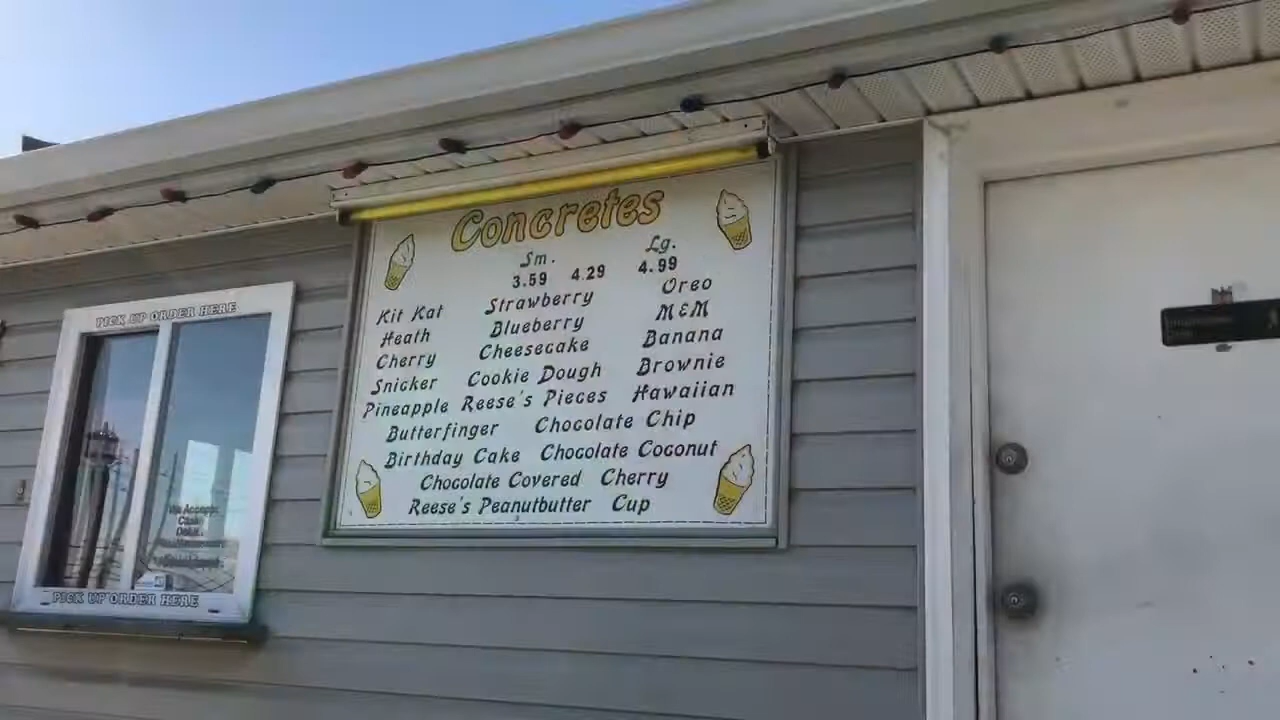 PICK UP ORDER HERE
Concretes
Sm. Lg.
3.59 4.29 4.99
Kit Kat Strawberry Oreo
Heath Blueberry M&M
Cherry Cheesecake Banana
Snicker Cookie Dough Brownie
Pineapple Reese's Pieces Hawaiian
Butterfinger Chocolate Chip
Birthday Cake Chocolate Coconut
Chocolate Covered Cherry
Reese's Peanutbutter Cup
We Accept:
Cash
PICK UP ORDER HERE